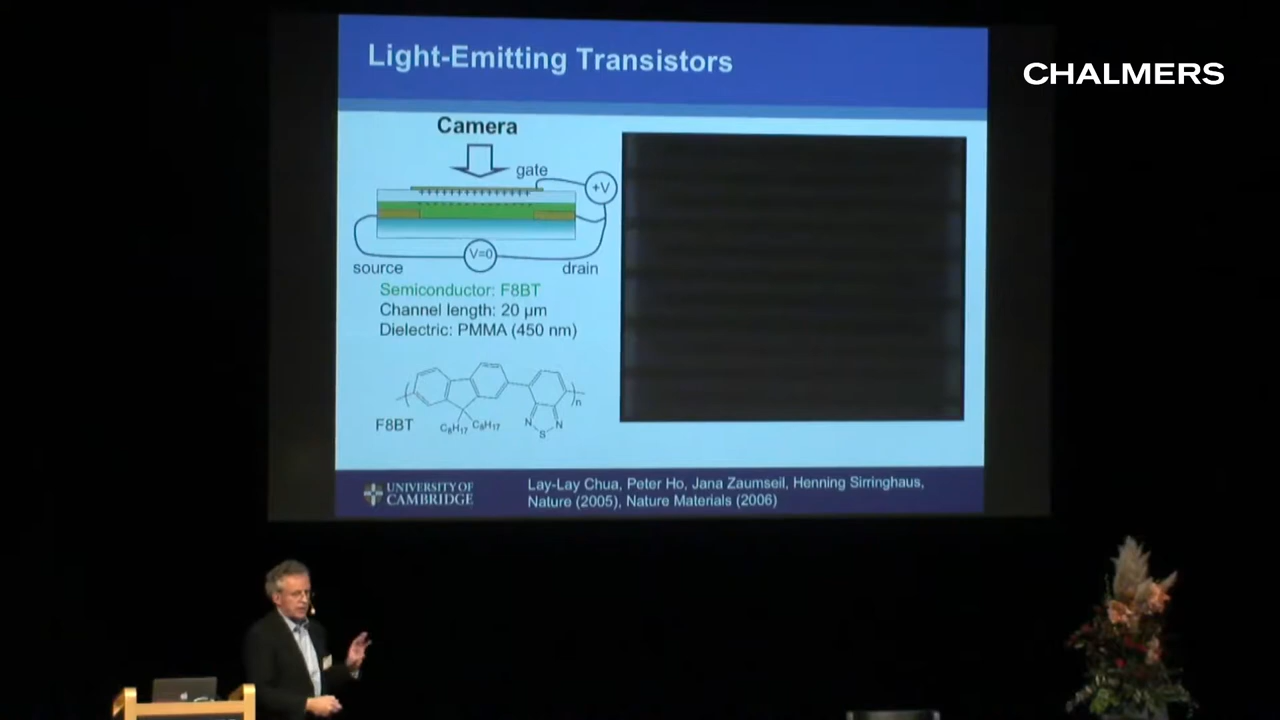 Light-Emitting Transistors
CHALMERS
Camera
gate
+V
V=0
source
drain
Semiconductor: F8BT
Channel length: 20 µm
Dielectric: PMMA (450 nm)
n
F8BT
C8H17 C8H17
N
S
N
UNIVERSITY OF
CAMBRIDGE
Lay-Lay Chua, Peter Ho, Jana Zaumseil, Henning Sirringhaus,
Nature (2005), Nature Materials (2006)